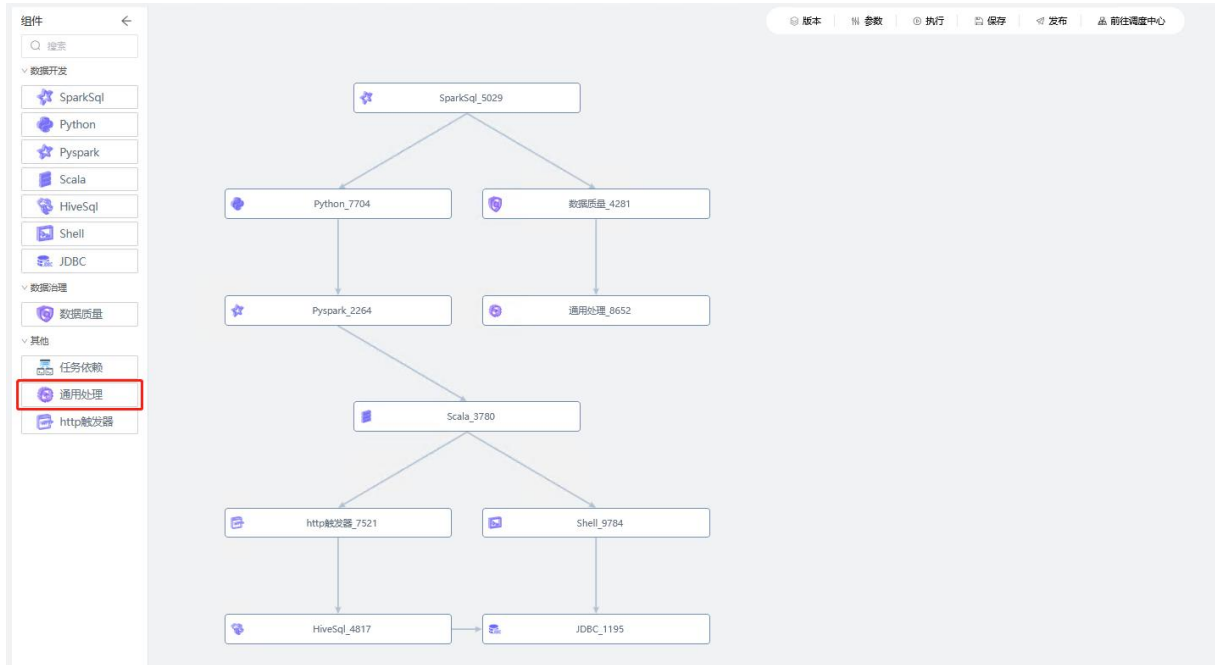 组件
版本 参数 执行 保存 发布 前往调度中心
搜索
数据开发
SparkSql
Python
Pyspark
Scala
HiveSql
Shell
JDBC
数据治理
数据质量
其他
任务依赖
通用处理
http触发器
SparkSql_5029
Python_7704
数据质量_4281
Pyspark_2264
通用处理_8652
Scala_3780
http触发器_7521
Shell_9784
HiveSql_4817
JDBC_1195